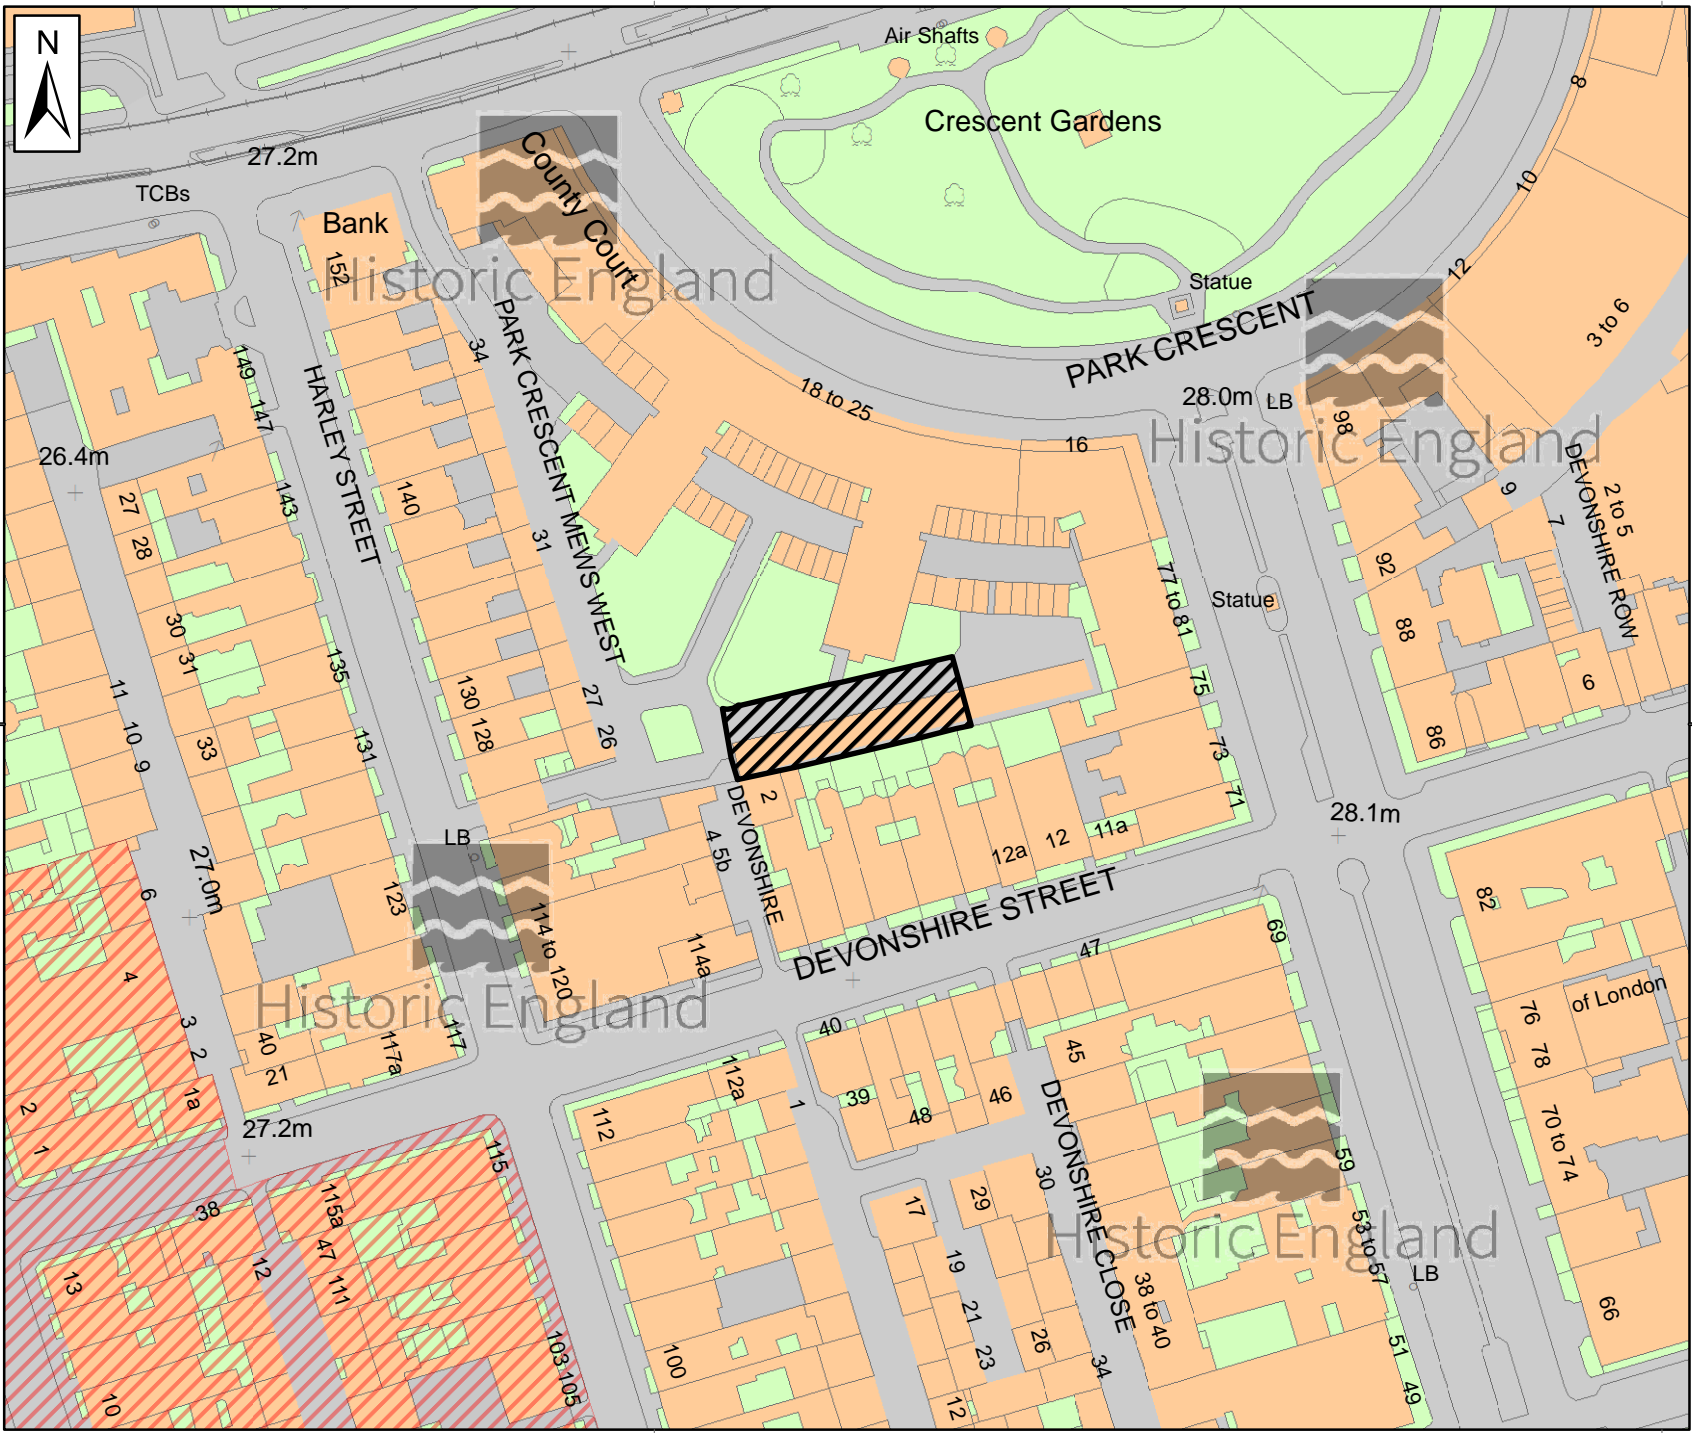 N
Air Shafts
Crescent Gardens
8
27.2m
TCBs
County Court
10
Bank
152
Historic England
12
Statue
3 to 6
PARK CRESCENT
34
PARK CRESCENT MEWS WEST
149
147
HARLEY STREET
18 to 25
28.0m
LB
98
Historic England
16
26.4m
27
28
143
140
31
9
7
2 to 5
DEVONSHIRE ROW
92
77 to 81
Statue
88
30
31
135
11
10
9
33
130
128
27
26
131
75
73
71
6
86
2
DEVONSHIRE
4 5b
28.1m
12a
12
11a
LB
27.0m
6
123
114 to 120
114a
DEVONSHIRE STREET
82
69
47
4
Historic England
of London
3
2
1a
40
21
117a
117
40
45
76
78
2
1
27.2m
112
112a
1
39
48
46
DEVONSHIRE CLOSE
70 to 74
115
59
38
115a
47
111
12
13
17
29
30
Historic England
53 to 57
LB
19
21
23
26
38 to 40
34
66
10
103
105
100
12
51
49